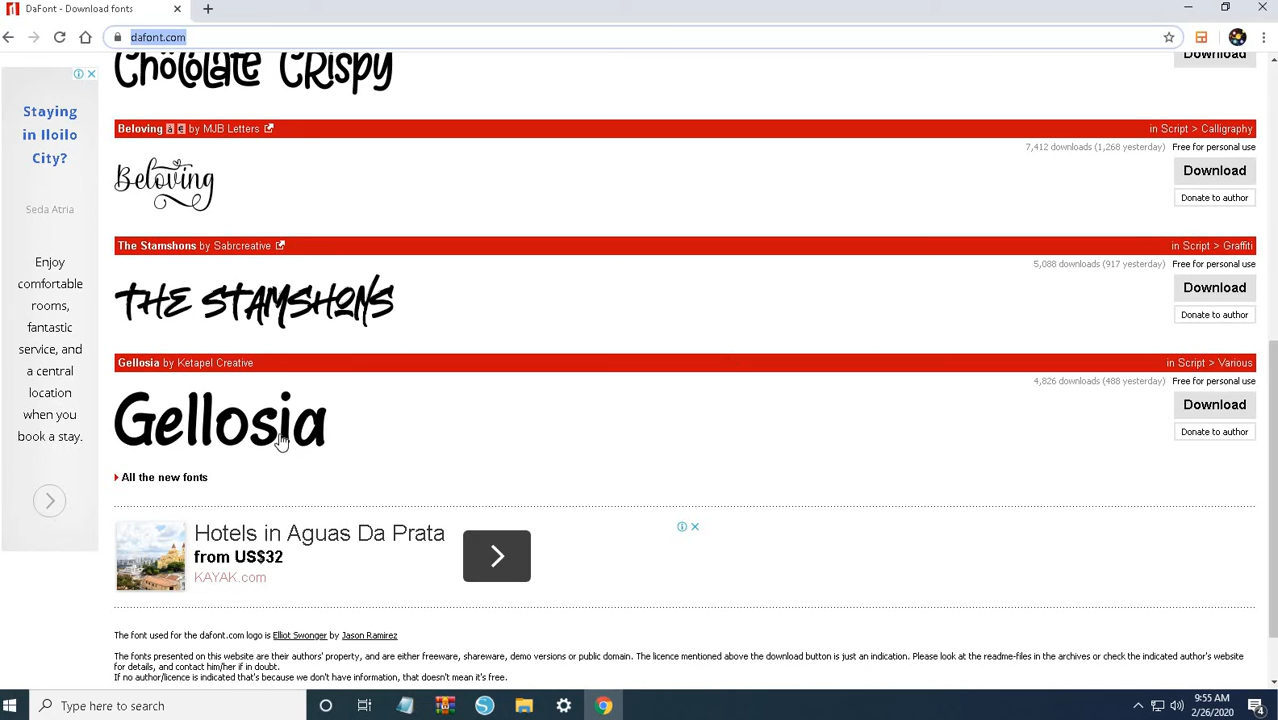 DaFont - Download fonts
dafont.com
Chocolate Crispy
Download
Staying
in Iloilo
City?
Seda Atria
Enjoy
comfortable
rooms,
fantastic
service, and
a central
location
when you
book a stay.
Beloving à € by MJB Letters
in Script > Calligraphy
7,412 downloads (1,268 yesterday) Free for personal use
Beloving
Download
Donate to author
The Stamshons by Sabrcreative
in Script > Graffiti
5,088 downloads (917 yesterday) Free for personal use
THE STAMSHONS
Download
Donate to author
Gellosia by Ketapel Creative
in Script > Various
4,826 downloads (488 yesterday) Free for personal use
Gellosia
Download
Donate to author
All the new fonts
Hotels in Aguas Da Prata
from US$32
KAYAK.com
The font used for the dafont.com logo is Elliot Swonger by Jason Ramirez
The fonts presented on this website are their authors' property, and are either freeware, shareware, demo versions or public domain. The licence mentioned above the download button is just an indication. Please look at the readme-files in the archives or check the indicated author's website
for details, and contact him/her if in doubt.
If no author/licence is indicated that's because we don't have information, that doesn't mean it's free.
Type here to search
9:55 AM
2/26/2020
4